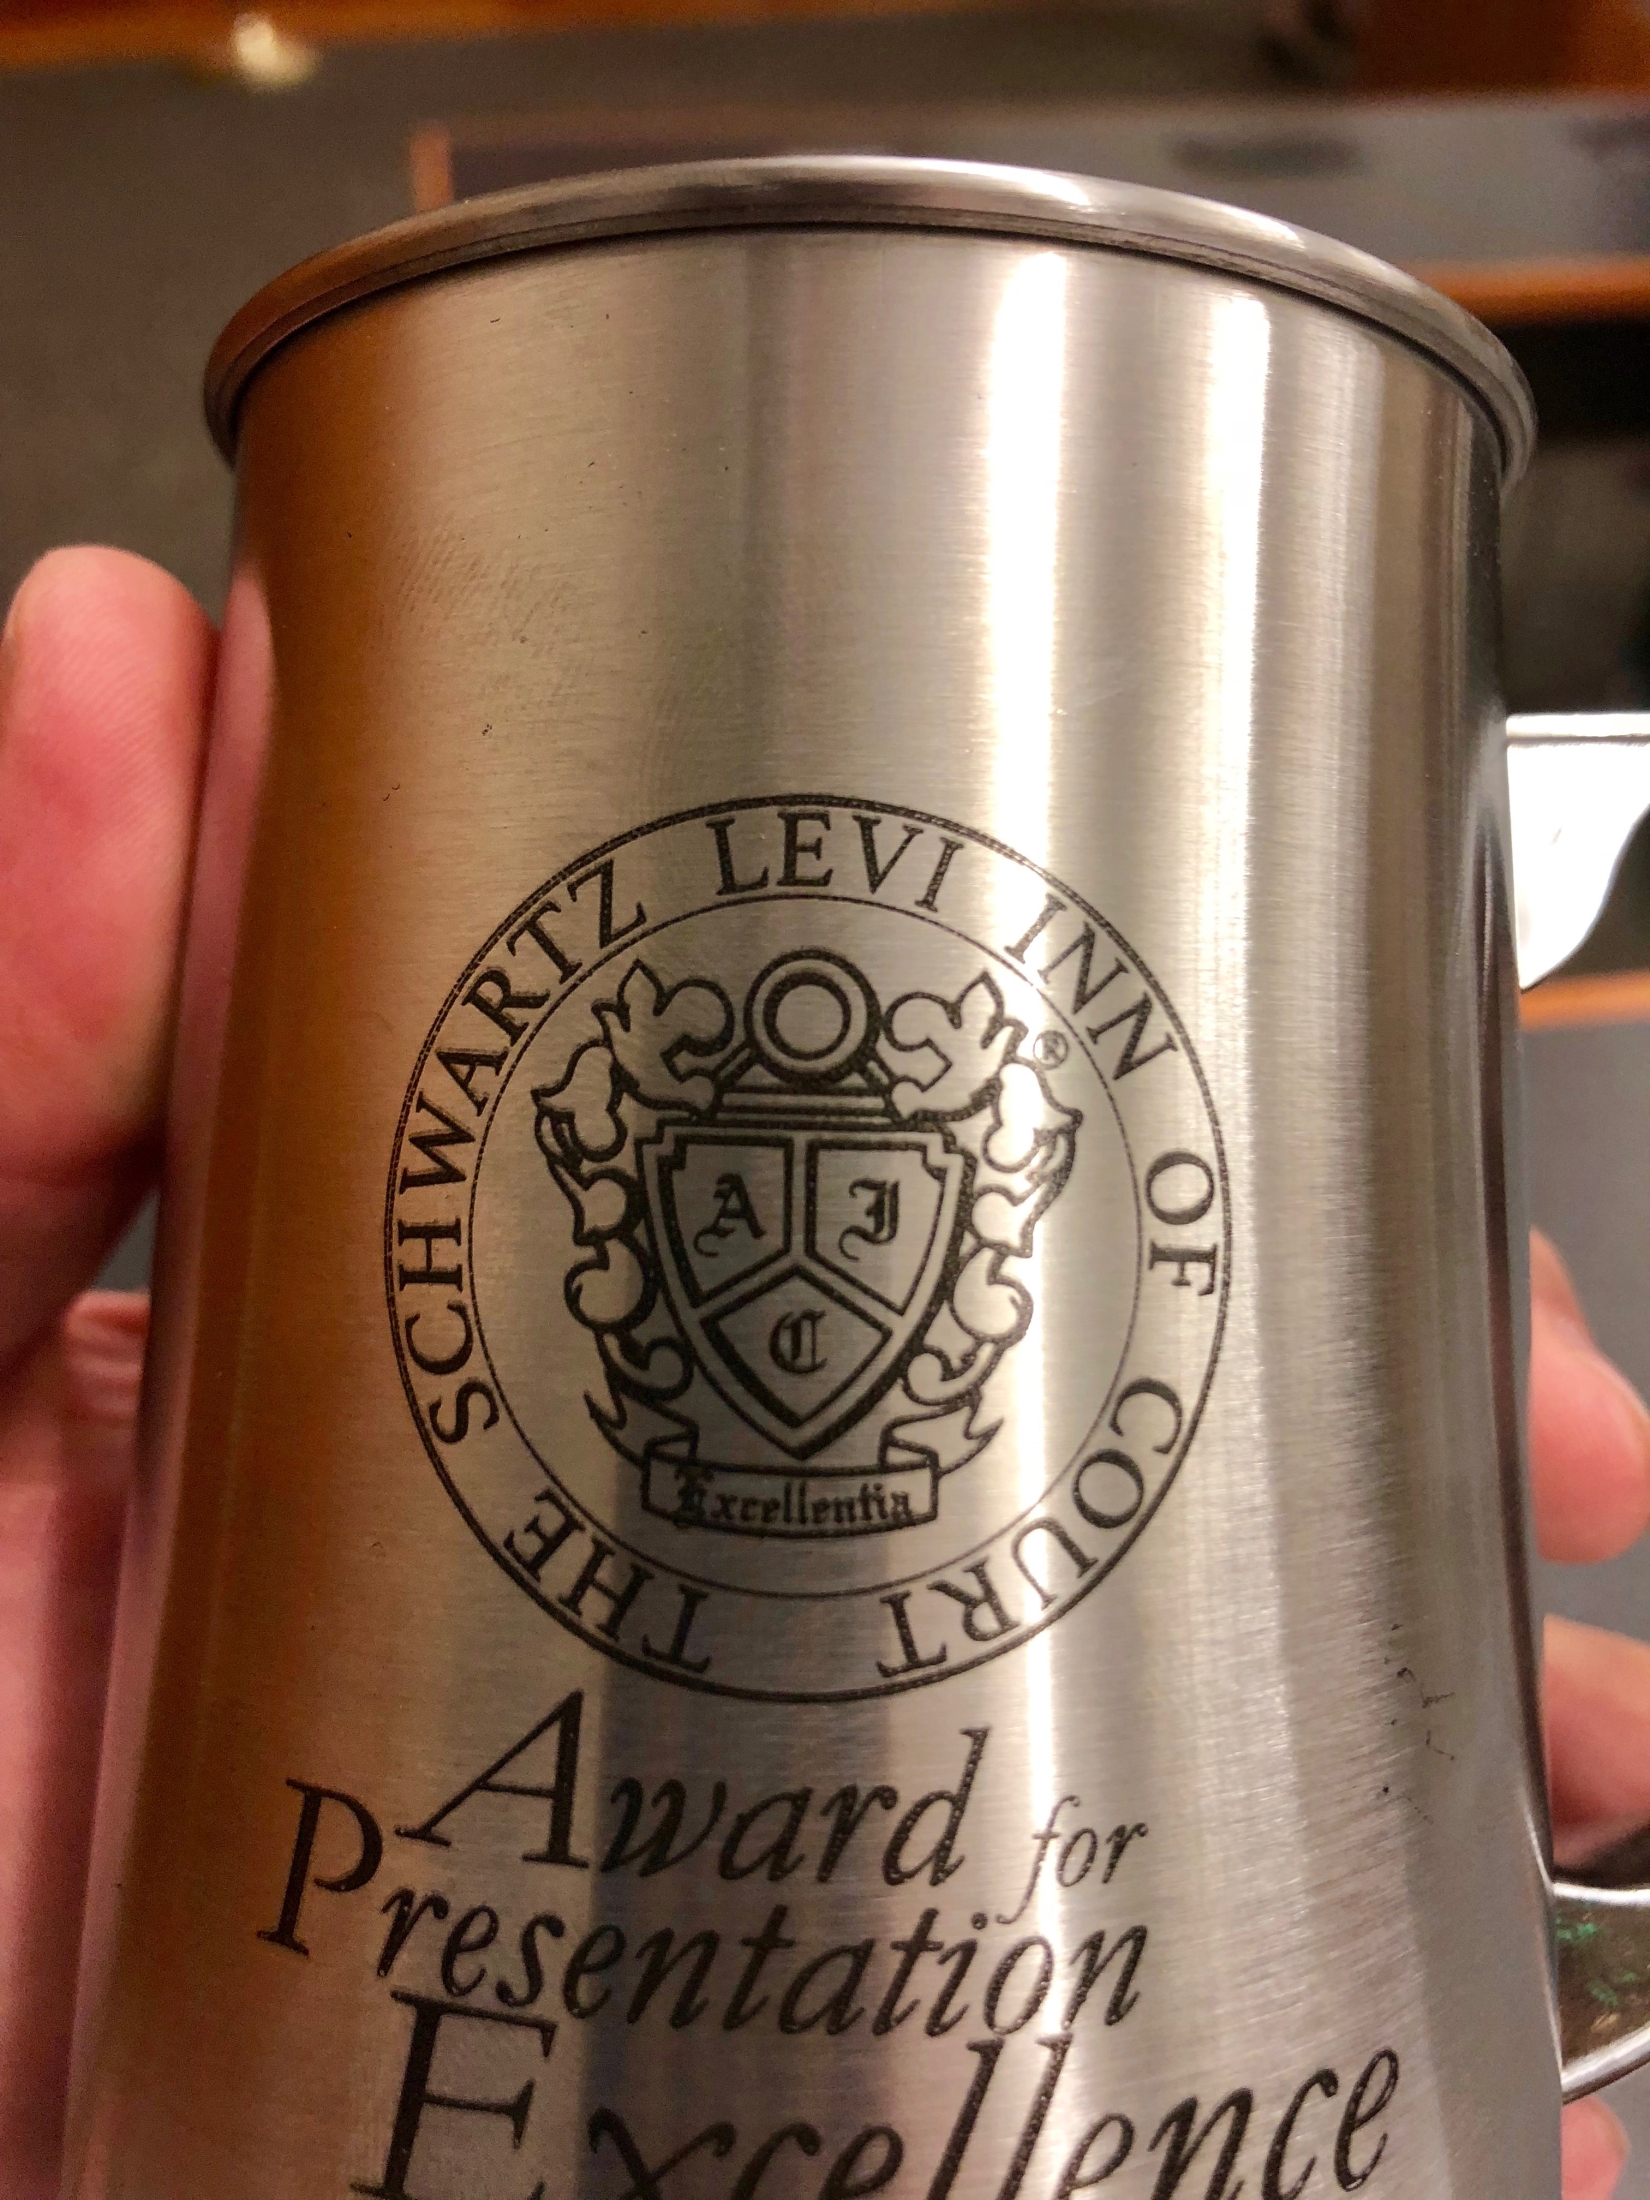 THE SCHWARTZ LEVI INN OF COURT
®
A I
C
Excellentia
Award for
Presentation
Excellence